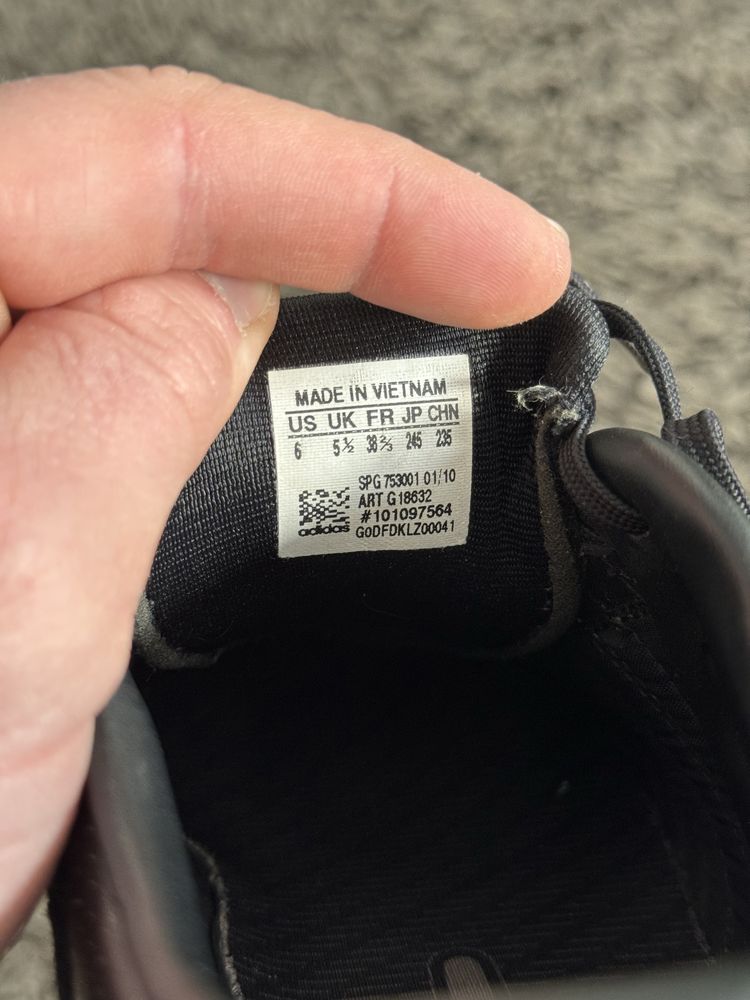 MADE IN VIETNAM
US UK FR JP CHN
6 5½ 38⅔ 245 235
SPG 753001 01/10
ART G18632
#101097564
adidas G0DFDKLZ00041